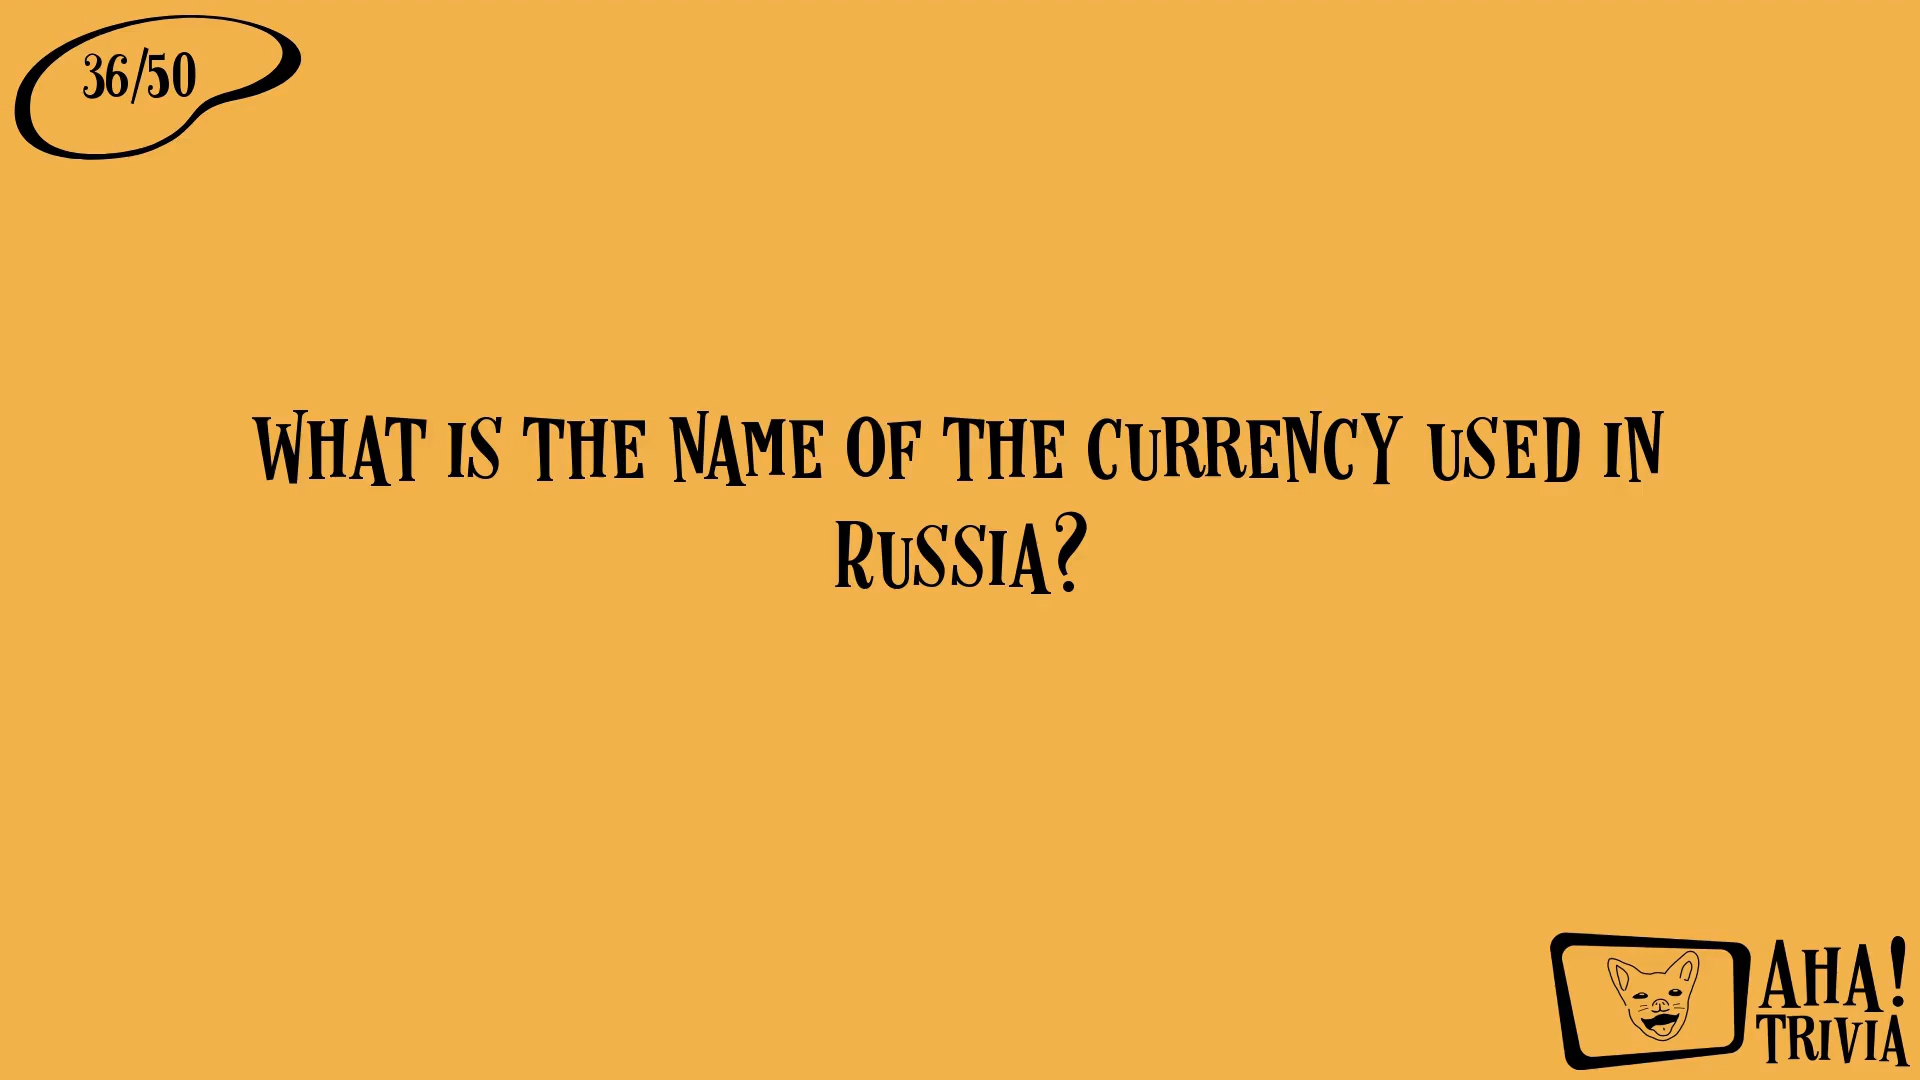 36/50
What is the name of the currency used in
Russia?
AHA!
TRIVIA